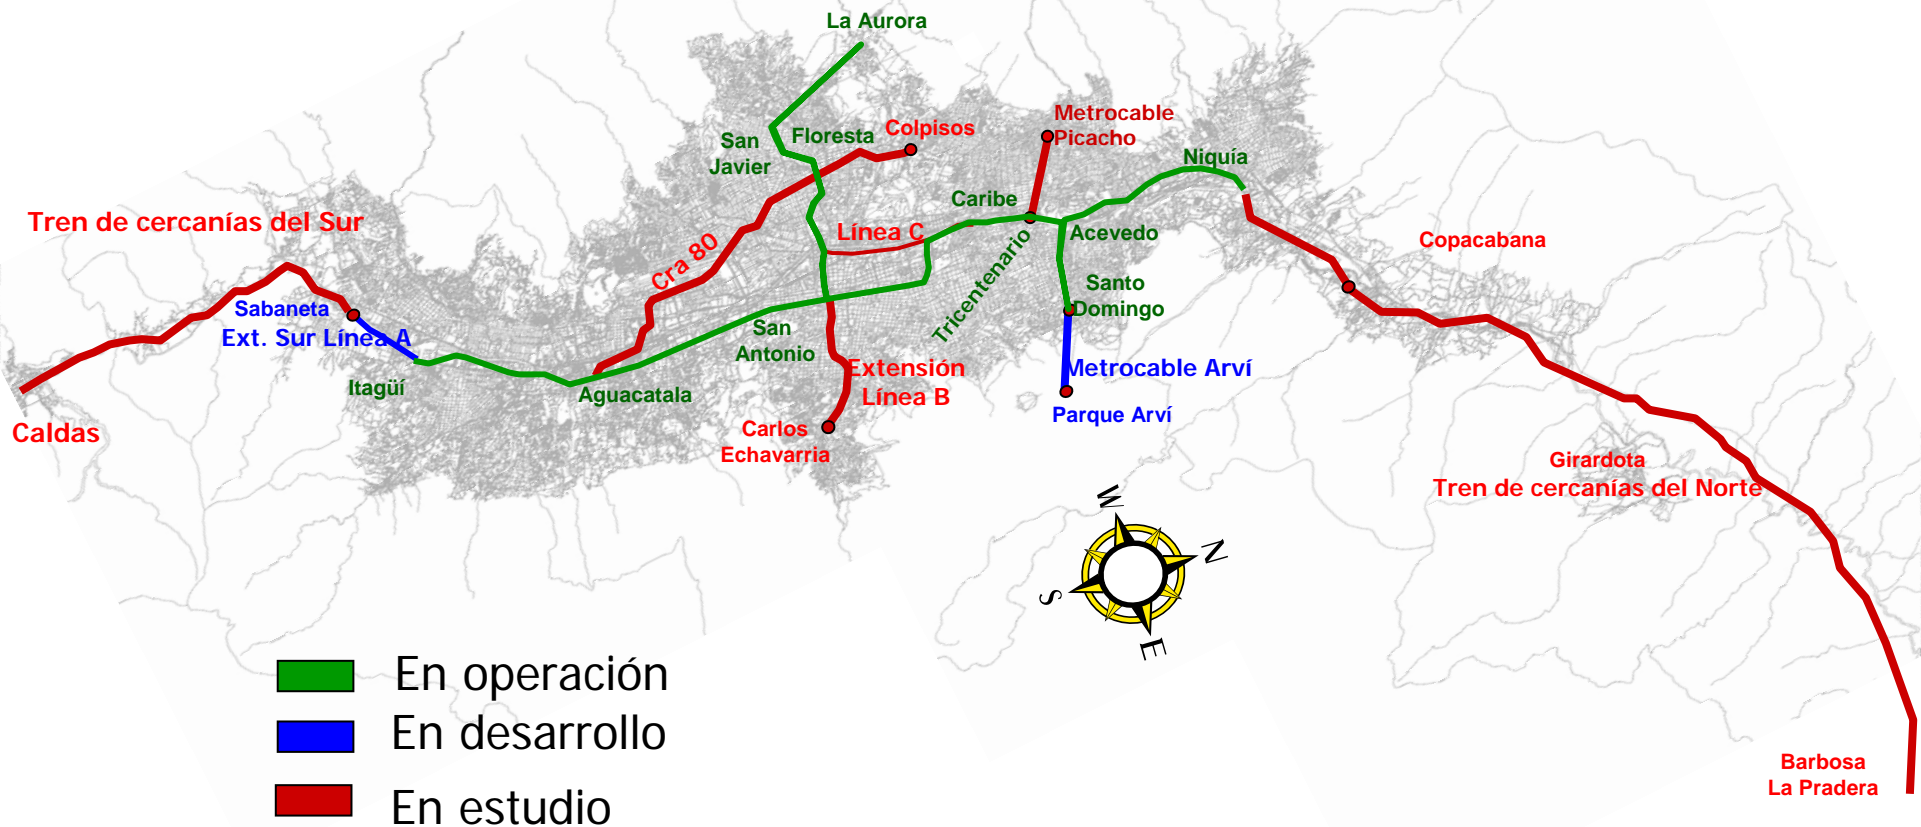 La Aurora
Metrocable
Picacho
Colpisos
Floresta
San
Javier
Niquía
Caribe
Tren de cercanías del Sur
Línea C
Acevedo
Copacabana
Cra 80
Tricentenario
Santo
Domingo
Sabaneta
Ext. Sur Línea A
San
Antonio
Itagüí
Aguacatala
Extensión
Línea B
Metrocable Arví
Parque Arví
Caldas
Carlos
Echavarria
Girardota
Tren de cercanías del Norte
W
N
S
E
En operación
En desarrollo
En estudio
Barbosa
La Pradera